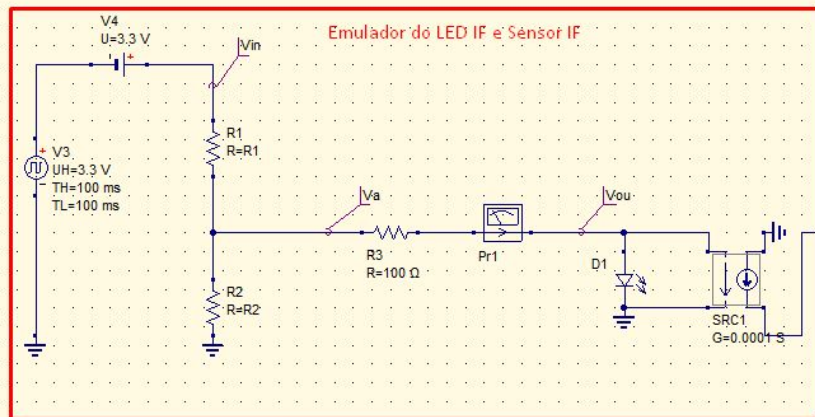 V4
U=3.3 V
Vin
Emulador do LED IF e Sensor IF
- +
R1
R=R1
+
V3
UH=3.3 V
-
TH=100 ms
TL=100 ms
Va
Vou
R3
R=100 Ω
Pr1
D1
R2
R=R2
SRC1
G=0.0001 S